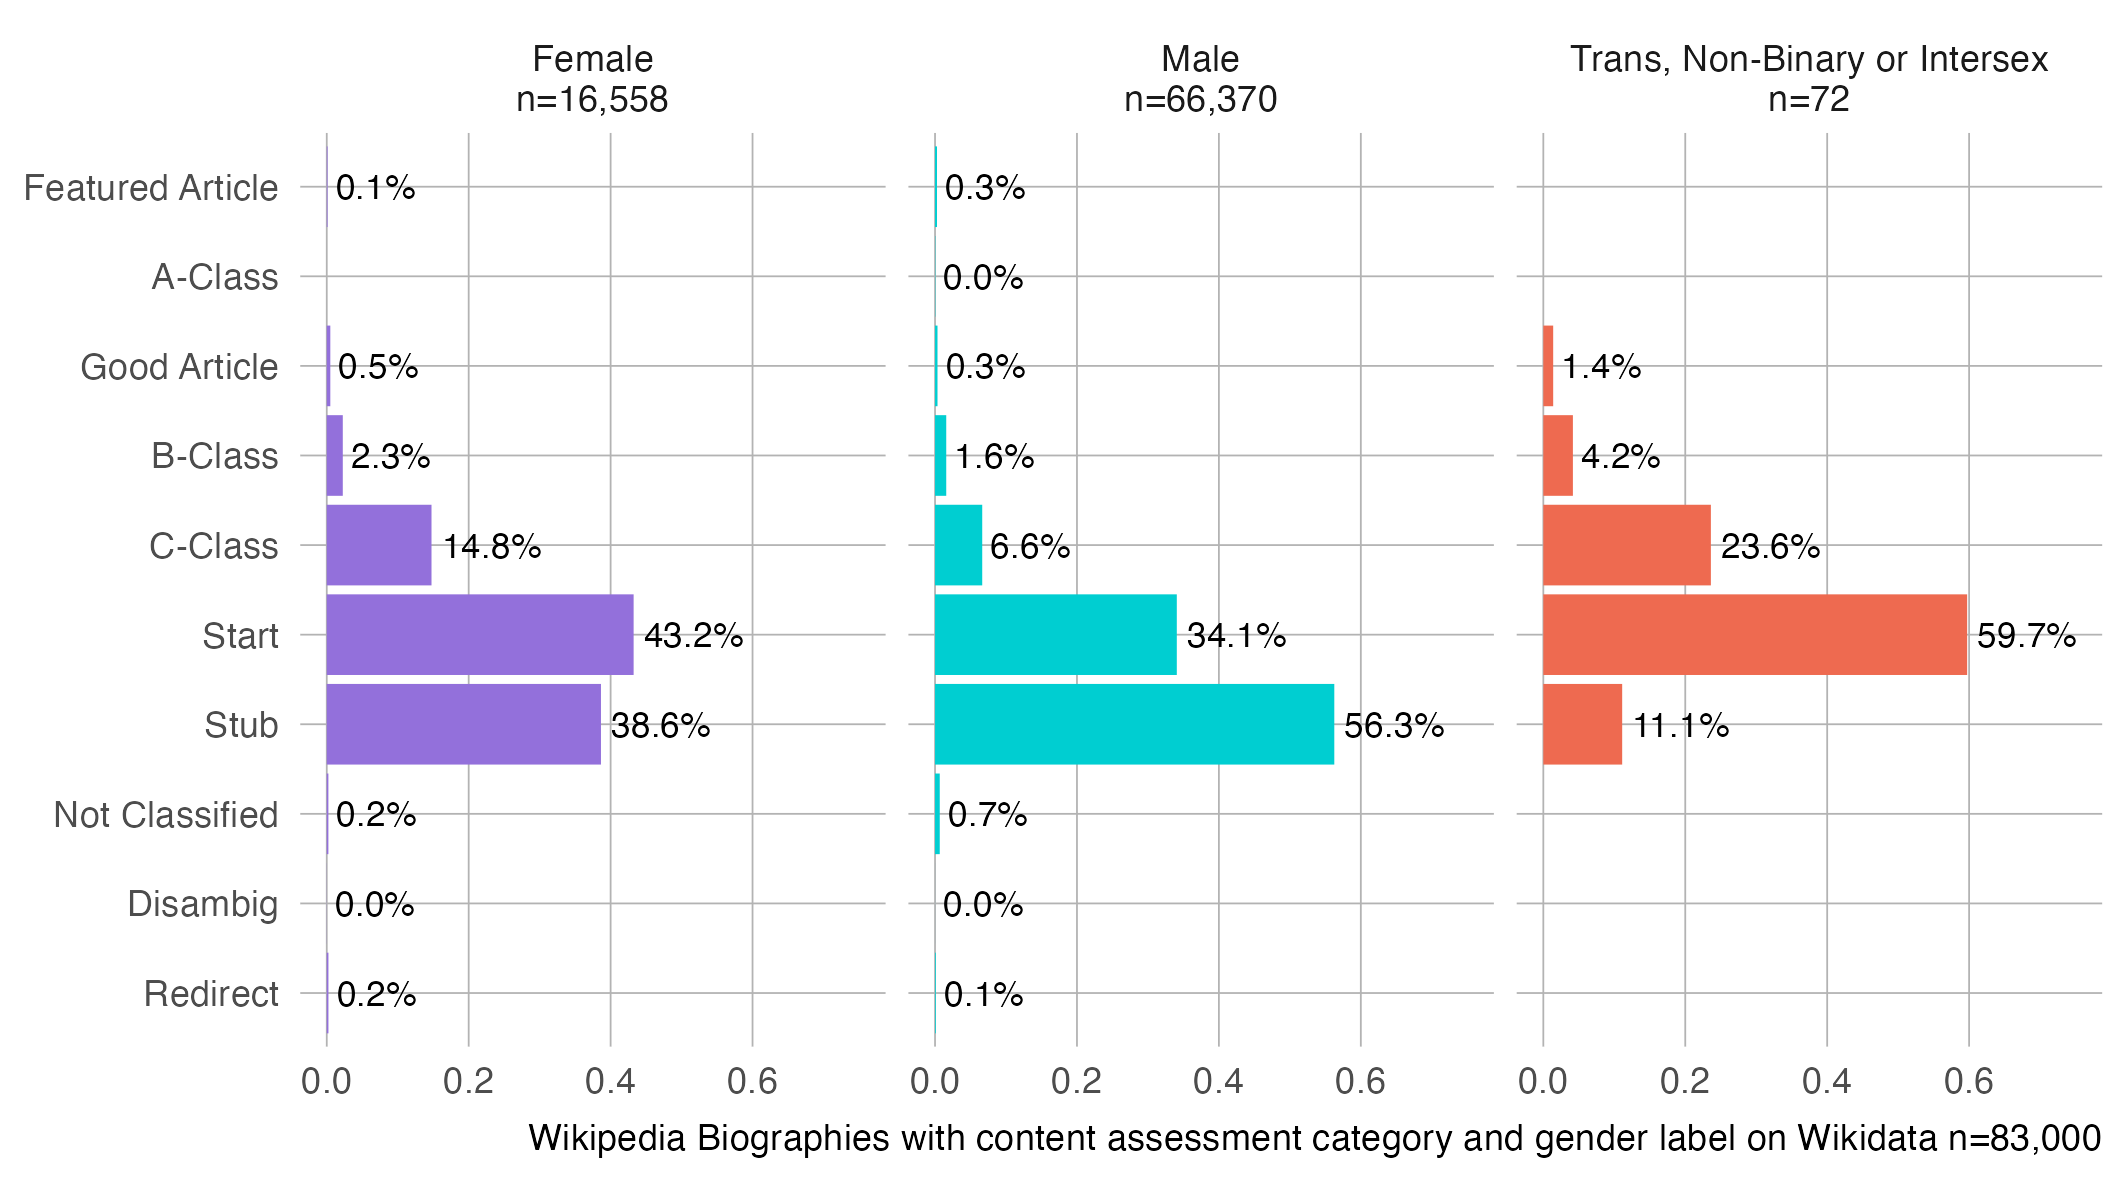 Female
n=16,558
Male
n=66,370
Trans, Non-Binary or Intersex
n=72
Featured Article
0.1%
0.3%
A-Class
0.0%
Good Article
0.5%
0.3%
1.4%
B-Class
2.3%
1.6%
4.2%
C-Class
14.8%
6.6%
23.6%
Start
43.2%
34.1%
59.7%
Stub
38.6%
56.3%
11.1%
Not Classified
0.2%
0.7%
Disambig
0.0%
0.0%
Redirect
0.2%
0.1%
0.0 0.2 0.4 0.6
0.0 0.2 0.4 0.6
0.0 0.2 0.4 0.6
Wikipedia Biographies with content assessment category and gender label on Wikidata n=83,000